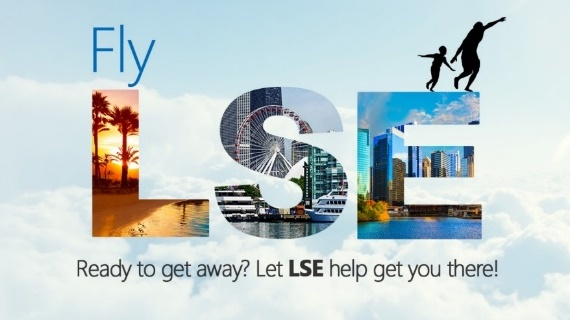 Fly
LSE
Ready to get away? Let LSE help get you there!